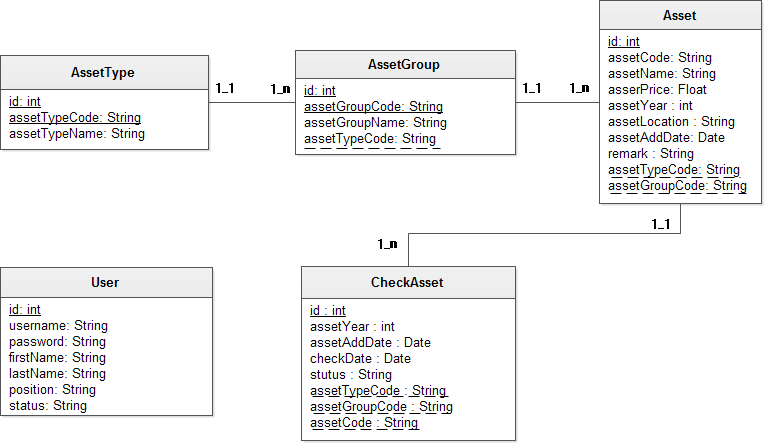 AssetType
id: int
assetTypeCode: String
assetTypeName: String
1_1
1_n
AssetGroup
id: int
assetGroupCode: String
assetGroupName: String
assetTypeCode: String
1_1
1_n
Asset
id: int
assetCode: String
assetName: String
asserPrice: Float
assetYear : int
assetLocation : String
assetAddDate: Date
remark : String
assetTypeCode: String
assetGroupCode: String
1_1
1_n
User
id: int
username: String
password: String
firstName: String
lastName: String
position: String
status: String
CheckAsset
id : int
assetYear : int
assetAddDate : Date
checkDate : Date
stutus : String
assetTypeCode : String
assetGroupCode : String
assetCode : String